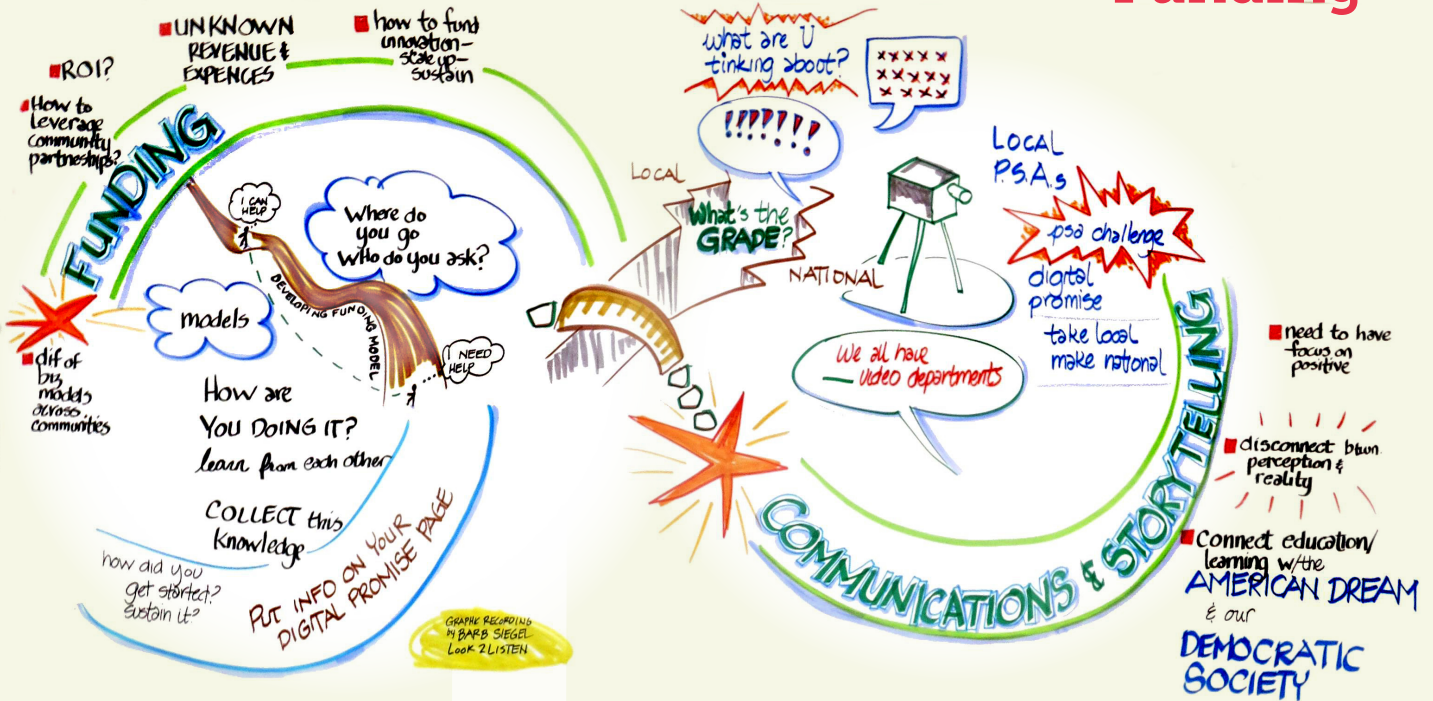 Funding
FUNDING
ROI?
UNKNOWN
REVENUE &
EXPENCES
how to fund
innovation-
scale up-
sustain
How to
leverage
community
partneships?
dif of
biz
models
across
communities
I CAN
HELP
Where do
you go
Who do you ask?
models
DEVELOPING FUNDING MODEL
I NEED
HELP
How are
YOU DOING IT?
learn from each other
COLLECT this
Knowledge
how did you
get started?
sustain it?
PUT INFO ON YOUR
DIGITAL PROMISE PAGE
GRAPHIC RECORDING
by BARB SIEGEL
LOOK 2 LISTEN
what are U
tinking aboot?
!!!!!!!
xxxxx
xxxxx
xxxx
LOCAL
What's the
GRADE?
NATIONAL
LOCAL
P.S.A.s
psa challenge
digital
promise
take local
make national
We all have
video departments
COMMUNICATIONS & STORYTELLING
need to have
focus on
positive
disconnect btwn
perception &
reality
Connect education/
learning w/the
AMERICAN DREAM
& our
DEMOCRATIC
SOCIETY